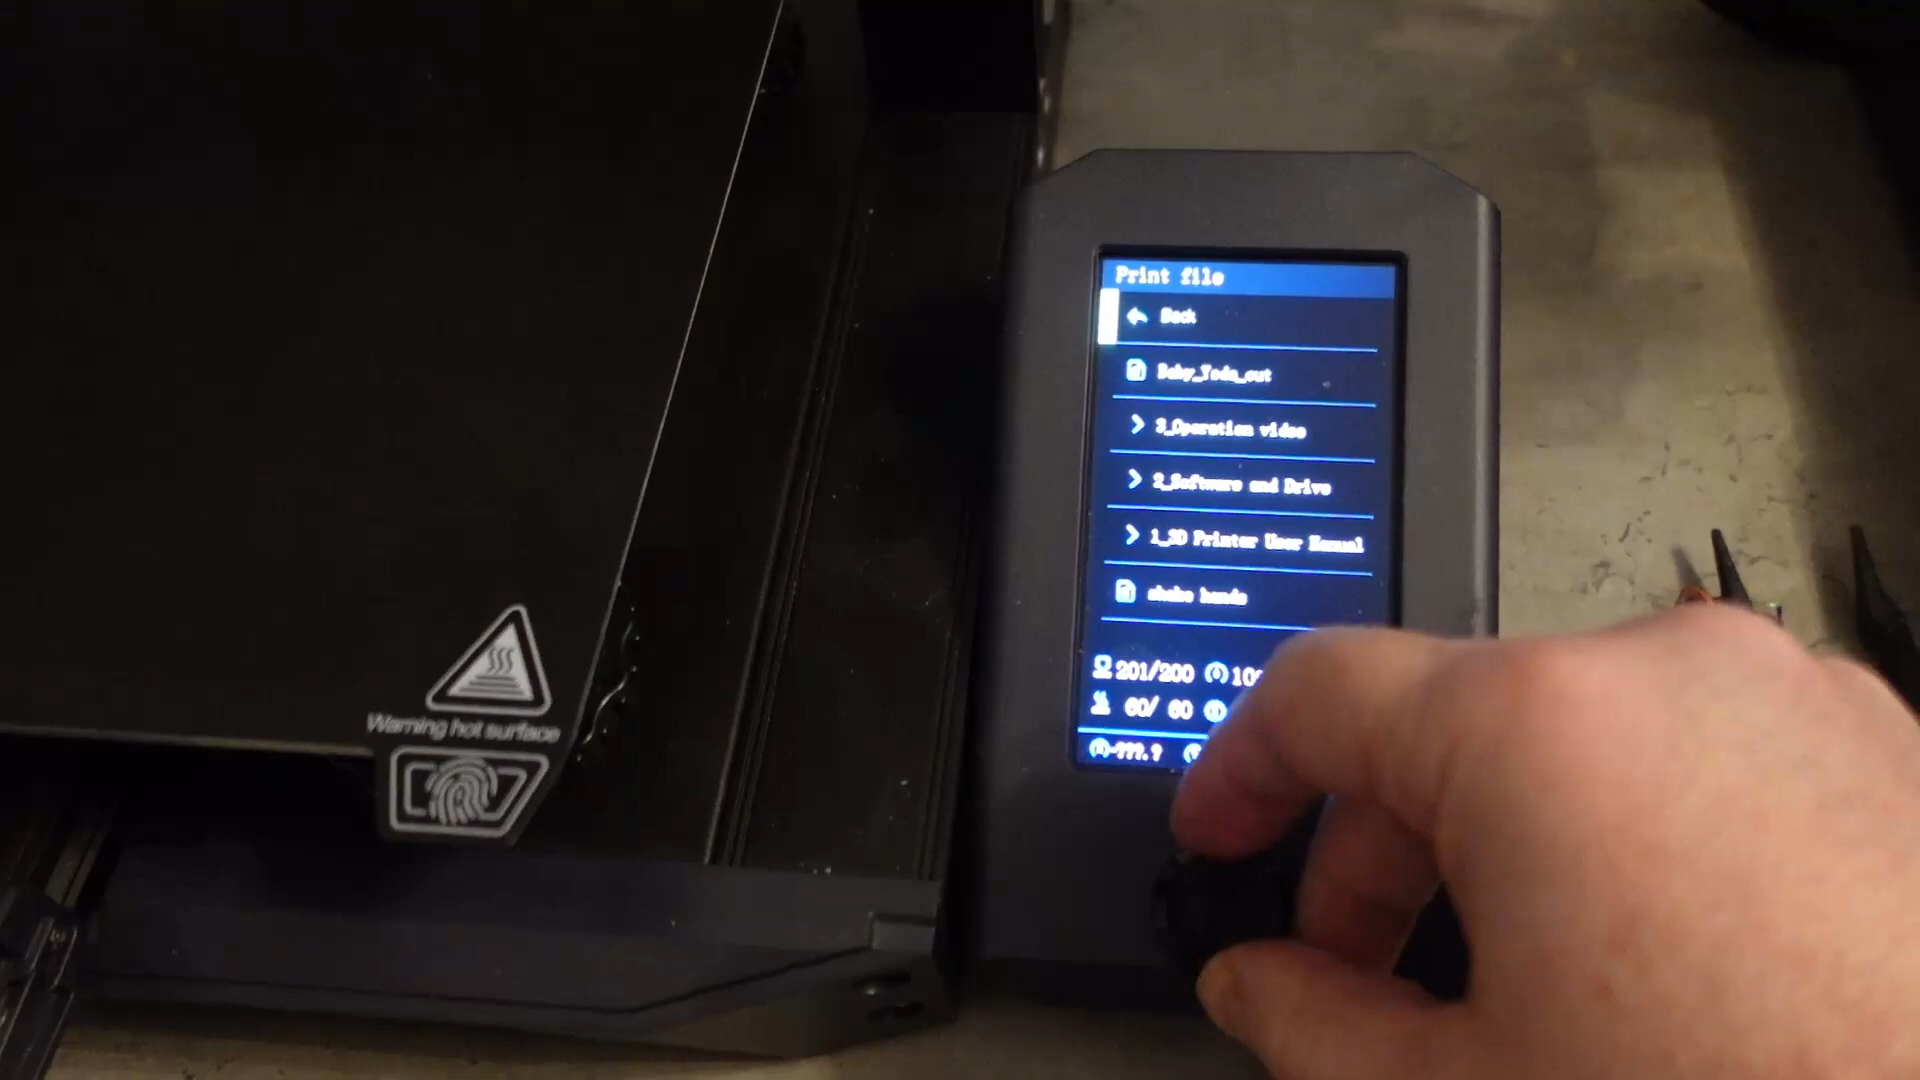 Print file
Back
Baby_Yoda_cut
3_Operation video
2_Software and Drive
1_3D Printer User Manual
shake hands
201/200
60/ 60
-???.?
Warning hot surface